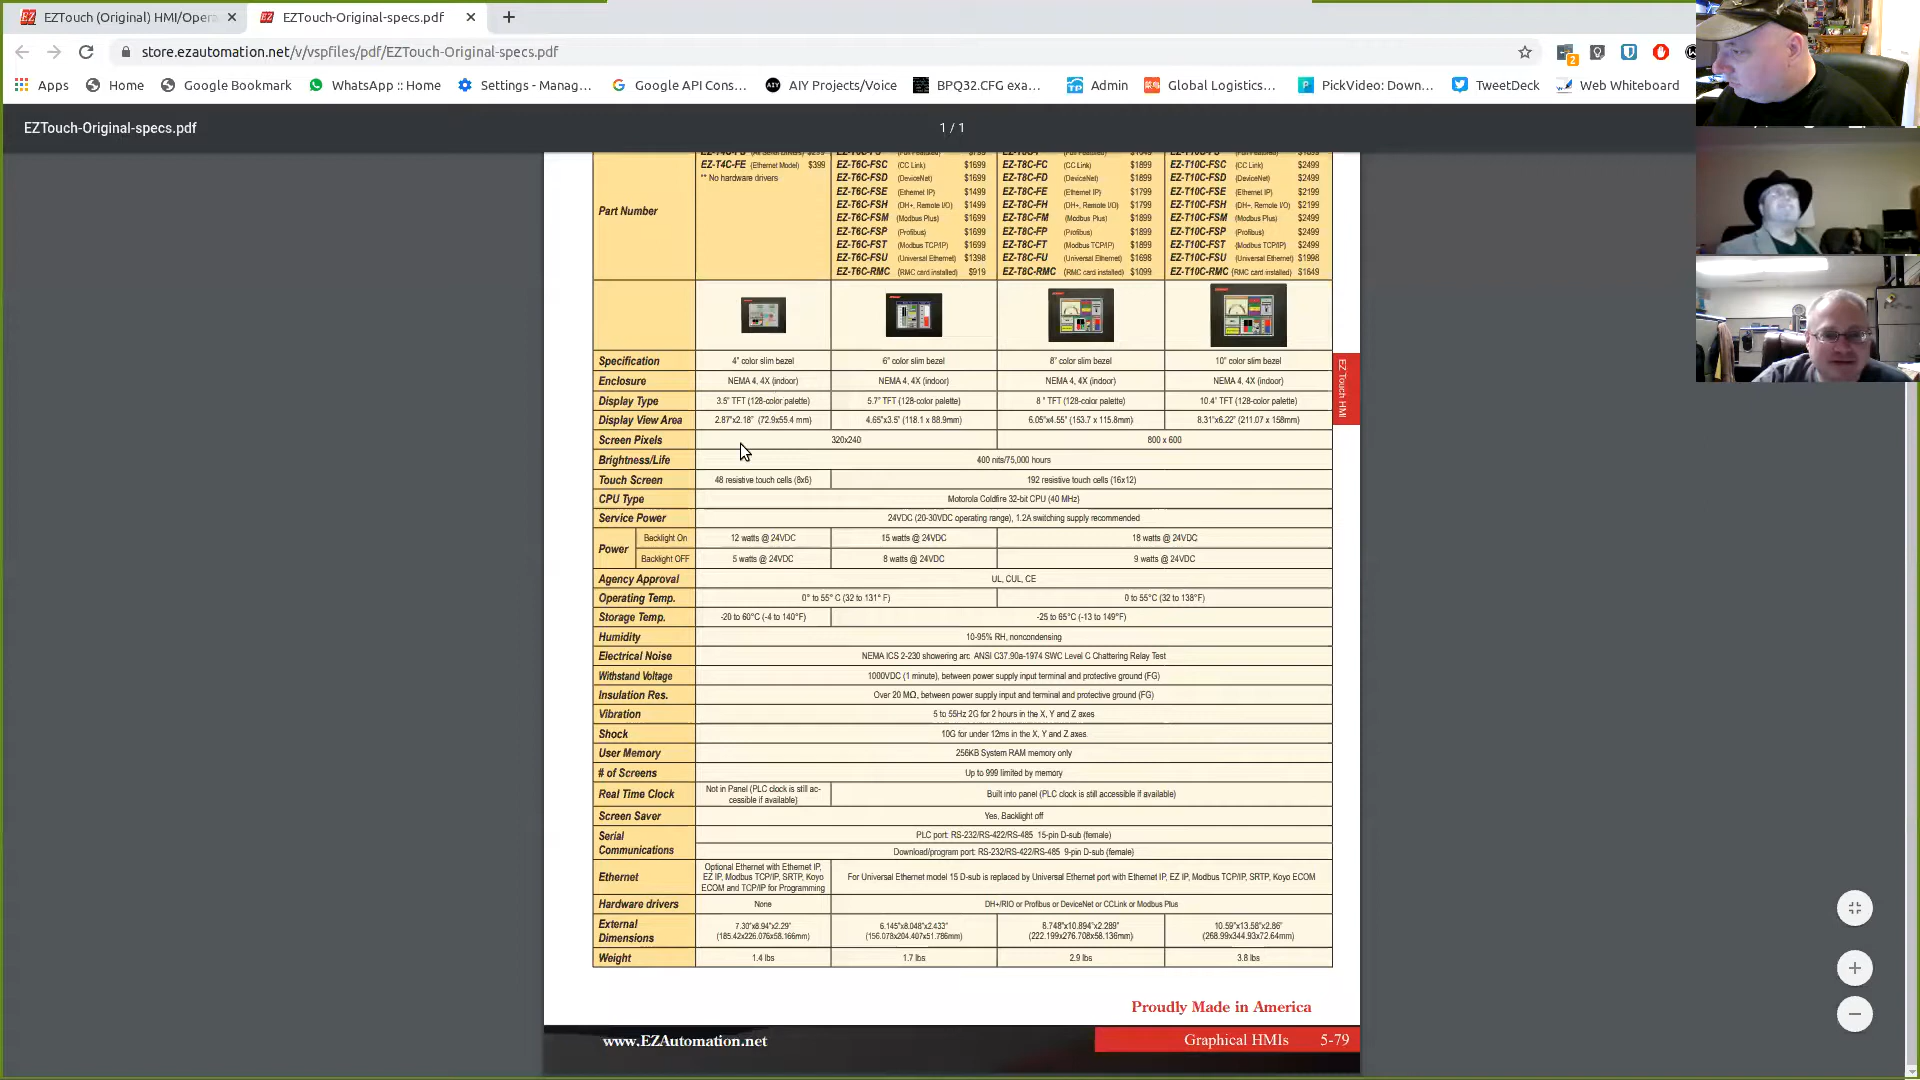 EZTouch (Original) HMI/Oper
EZTouch-Original-specs.pdf
store.ezautomation.net/v/vspfiles/pdf/EZTouch-Original-specs.pdf
2
Apps Home Google Bookmark WhatsApp :: Home Settings - Manag... Google API Cons... AIY Projects/Voice BPQ32.CFG exa... Admin Global Logistics... PickVideo: Down... TweetDeck Web Whiteboard
EZTouch-Original-specs.pdf 1 / 1
EZ-T4C-FE (Ethernet Model) $399 EZ-T6C-FSC (CC Link) $1699 EZ-T8C-FC (CC Link) $1899 EZ-T10C-FSC (CC Link) $2499
** No hardware drivers EZ-T6C-FSD (DeviceNet) $1699 EZ-T8C-FD (DeviceNet) $1899 EZ-T10C-FSD (DeviceNet) $2499
EZ-T6C-FSE (Ethernet IP) $1499 EZ-T8C-FE (Ethernet IP) $1799 EZ-T10C-FSE (Ethernet IP) $2199
Part Number EZ-T6C-FSH (DH+, Remote I/O) $1499 EZ-T8C-FH (DH+, Remote I/O) $1799 EZ-T10C-FSH (DH+, Remote I/O) $2199
EZ-T6C-FSM (Modbus Plus) $1699 EZ-T8C-FM (Modbus Plus) $1899 EZ-T10C-FSM (Modbus Plus) $2499
EZ-T6C-FSP (Profibus) $1699 EZ-T8C-FP (Profibus) $1899 EZ-T10C-FSP (Profibus) $2499
EZ-T6C-FST (Modbus TCP/IP) $1699 EZ-T8C-FT (Modbus TCP/IP) $1899 EZ-T10C-FST (Modbus TCP/IP) $2499
EZ-T6C-FSU (Universal Ethernet) $1398 EZ-T8C-FU (Universal Ethernet) $1698 EZ-T10C-FSU (Universal Ethernet) $1998
EZ-T6C-RMC (RMC card installed) $919 EZ-T8C-RMC (RMC card installed) $1099 EZ-T10C-RMC (RMC card installed) $1649
Specification 4" color slim bezel 6" color slim bezel 8" color slim bezel 10" color slim bezel
Enclosure NEMA 4, 4X (indoor) NEMA 4, 4X (indoor) NEMA 4, 4X (indoor) NEMA 4, 4X (indoor)
Display Type 3.5" TFT (128-color palette) 5.7" TFT (128-color palette) 8 " TFT (128-color palette) 10.4" TFT (128-color palette)
Display View Area 2.87"x2.18" (72.9x55.4 mm) 4.65"x3.5" (118.1 x 88.9mm) 6.05"x4.55" (153.7 x 115.8mm) 8.31"x6.22" (211.07 x 158mm)
Screen Pixels 320x240 800 x 600
Brightness/Life 400 nits/75,000 hours
Touch Screen 48 resistive touch cells (8x6) 192 resistive touch cells (16x12)
CPU Type Motorola Coldfire 32-bit CPU (40 MHz)
Service Power 24VDC (20-30VDC operating range), 1.2A switching supply recommended
Power Backlight On 12 watts @ 24VDC 15 watts @ 24VDC 18 watts @ 24VDC
Backlight OFF 5 watts @ 24VDC 8 watts @ 24VDC 9 watts @ 24VDC
Agency Approval UL, CUL, CE
Operating Temp. 0° to 55° C (32 to 131° F) 0 to 55°C (32 to 138°F)
Storage Temp. -20 to 60°C (-4 to 140°F) -25 to 65°C (-13 to 149°F)
Humidity 10-95% RH, noncondensing
Electrical Noise NEMA ICS 2-230 showering arc ANSI C37.90a-1974 SWC Level C Chattering Relay Test
Withstand Voltage 1000VDC (1 minute), between power supply input terminal and protective ground (FG)
Insulation Res. Over 20 MΩ, between power supply input and terminal and protective ground (FG)
Vibration 5 to 55Hz 2G for 2 hours in the X, Y and Z axes
Shock 10G for under 12ms in the X, Y and Z axes.
User Memory 256KB System RAM memory only
# of Screens Up to 999 limited by memory
Real Time Clock Not in Panel (PLC clock is still ac-
cessible if available) Built into panel (PLC clock is still accessible if available)
Screen Saver Yes, Backlight off
Serial
Communications PLC port: RS-232/RS-422/RS-485 15-pin D-sub (female)
Download/program port: RS-232/RS-422/RS-485 9-pin D-sub (female)
Ethernet Optional Ethernet with Ethernet IP,
EZ IP, Modbus TCP/IP, SRTP, Koyo
ECOM and TCP/IP for Programming For Universal Ethernet model 15 D-sub is replaced by Universal Ethernet port with Ethernet IP, EZ IP, Modbus TCP/IP, SRTP, Koyo ECOM
Hardware drivers None DH+/RIO or Profibus or DeviceNet or CCLink or Modbus Plus
External
Dimensions 7.30"x8.94"x2.29" 6.145"x8.048"x2.433" 8.748"x10.894"x2.289" 10.59"x13.58"x2.86"
(185.42x226.076x58.166mm) (156.078x204.407x51.786mm) (222.199x276.708x58.136mm) (268.99x344.93x72.64mm)
Weight 1.4 lbs 1.7 lbs 2.9 lbs 3.8 lbs
EZ Touch HMI
Proudly Made in America
www.EZAutomation.net Graphical HMIs 5-79